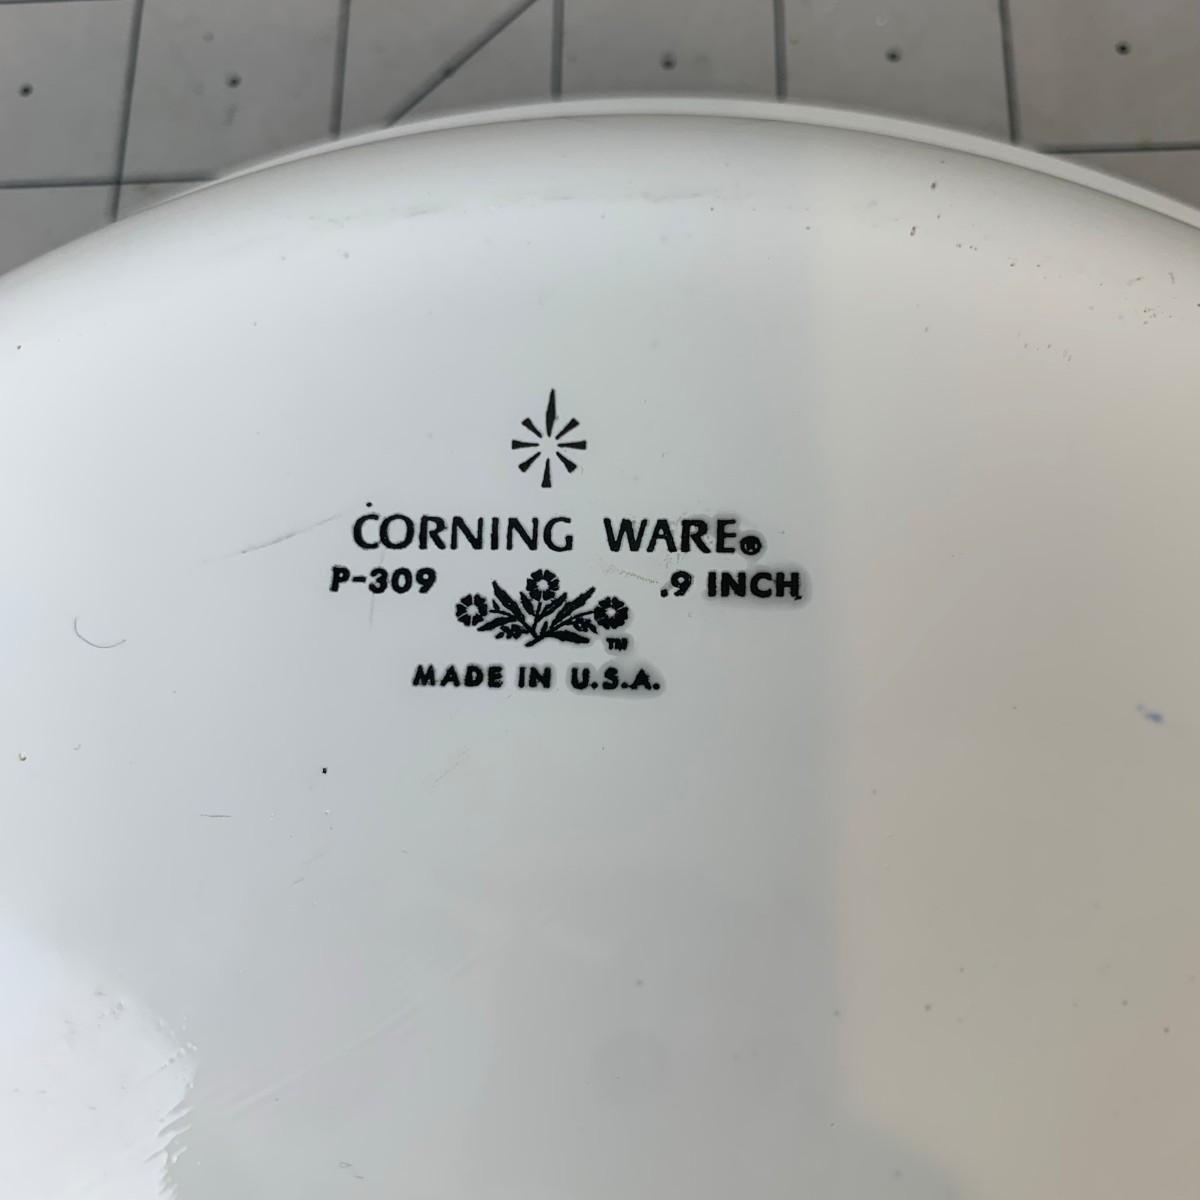 CORNING WARE®
P-309 .9 INCH
TM
MADE IN U.S.A.